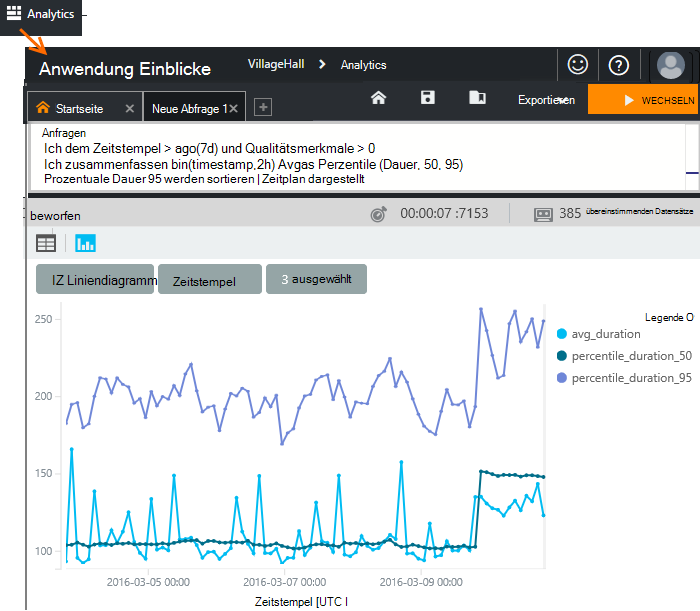 Analytics
Anwendung Einblicke
VillageHall > Analytics
Startseite ×
Neue Abfrage 1×
Exportieren
WECHSELN
Anfragen
Ich dem Zeitstempel > ago(7d) und Qualitätsmerkmale > 0
Ich zusammenfassen bin(timestamp,2h) Avgas Perzentile (Dauer, 50, 95)
Prozentuale Dauer 95 werden sortieren | Zeitplan dargestellt
beworfen
00:00:07 :7153
385 übereinstimmenden Datensätze
IZ Liniendiagramm
Zeitstempel
3 ausgewählt
Legende O
avg_duration
percentile_duration_50
percentile_duration_95
250
200
150
100
2016-03-05 00:00
2016-03-07 00:00
2016-03-09 00:00
Zeitstempel [UTC I